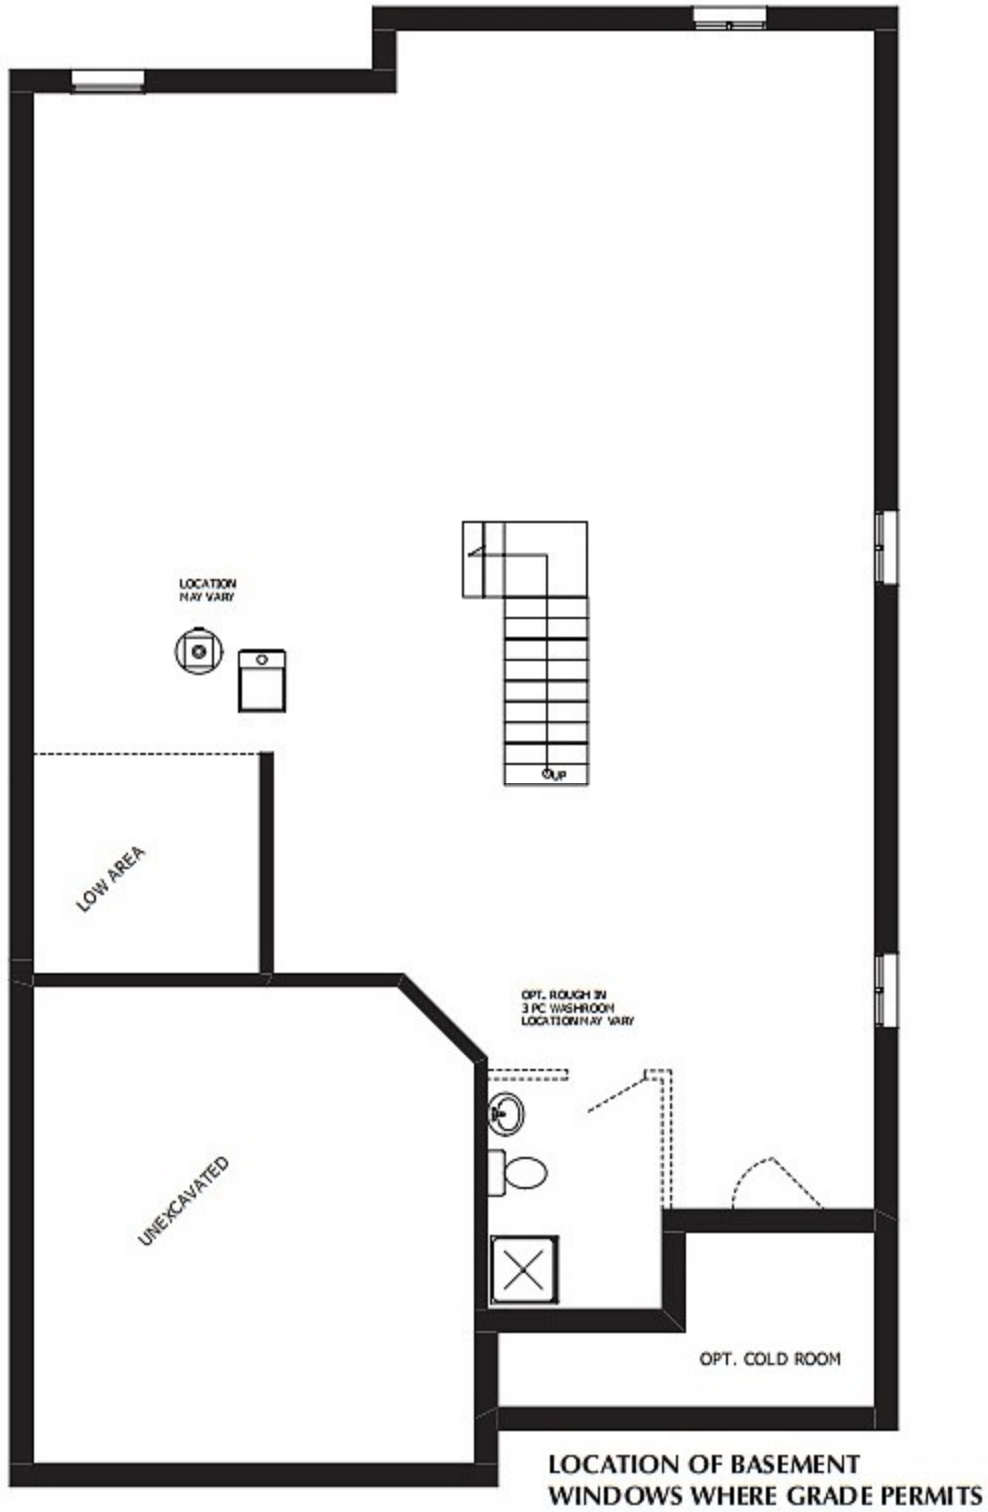 LOCATION
MAY VARY
UP
LOW AREA
OPT. ROUGH IN
3 PC WASHROOM
LOCATION MAY VARY
UNEXCAVATED
OPT. COLD ROOM
LOCATION OF BASEMENT
WINDOWS WHERE GRADE PERMITS